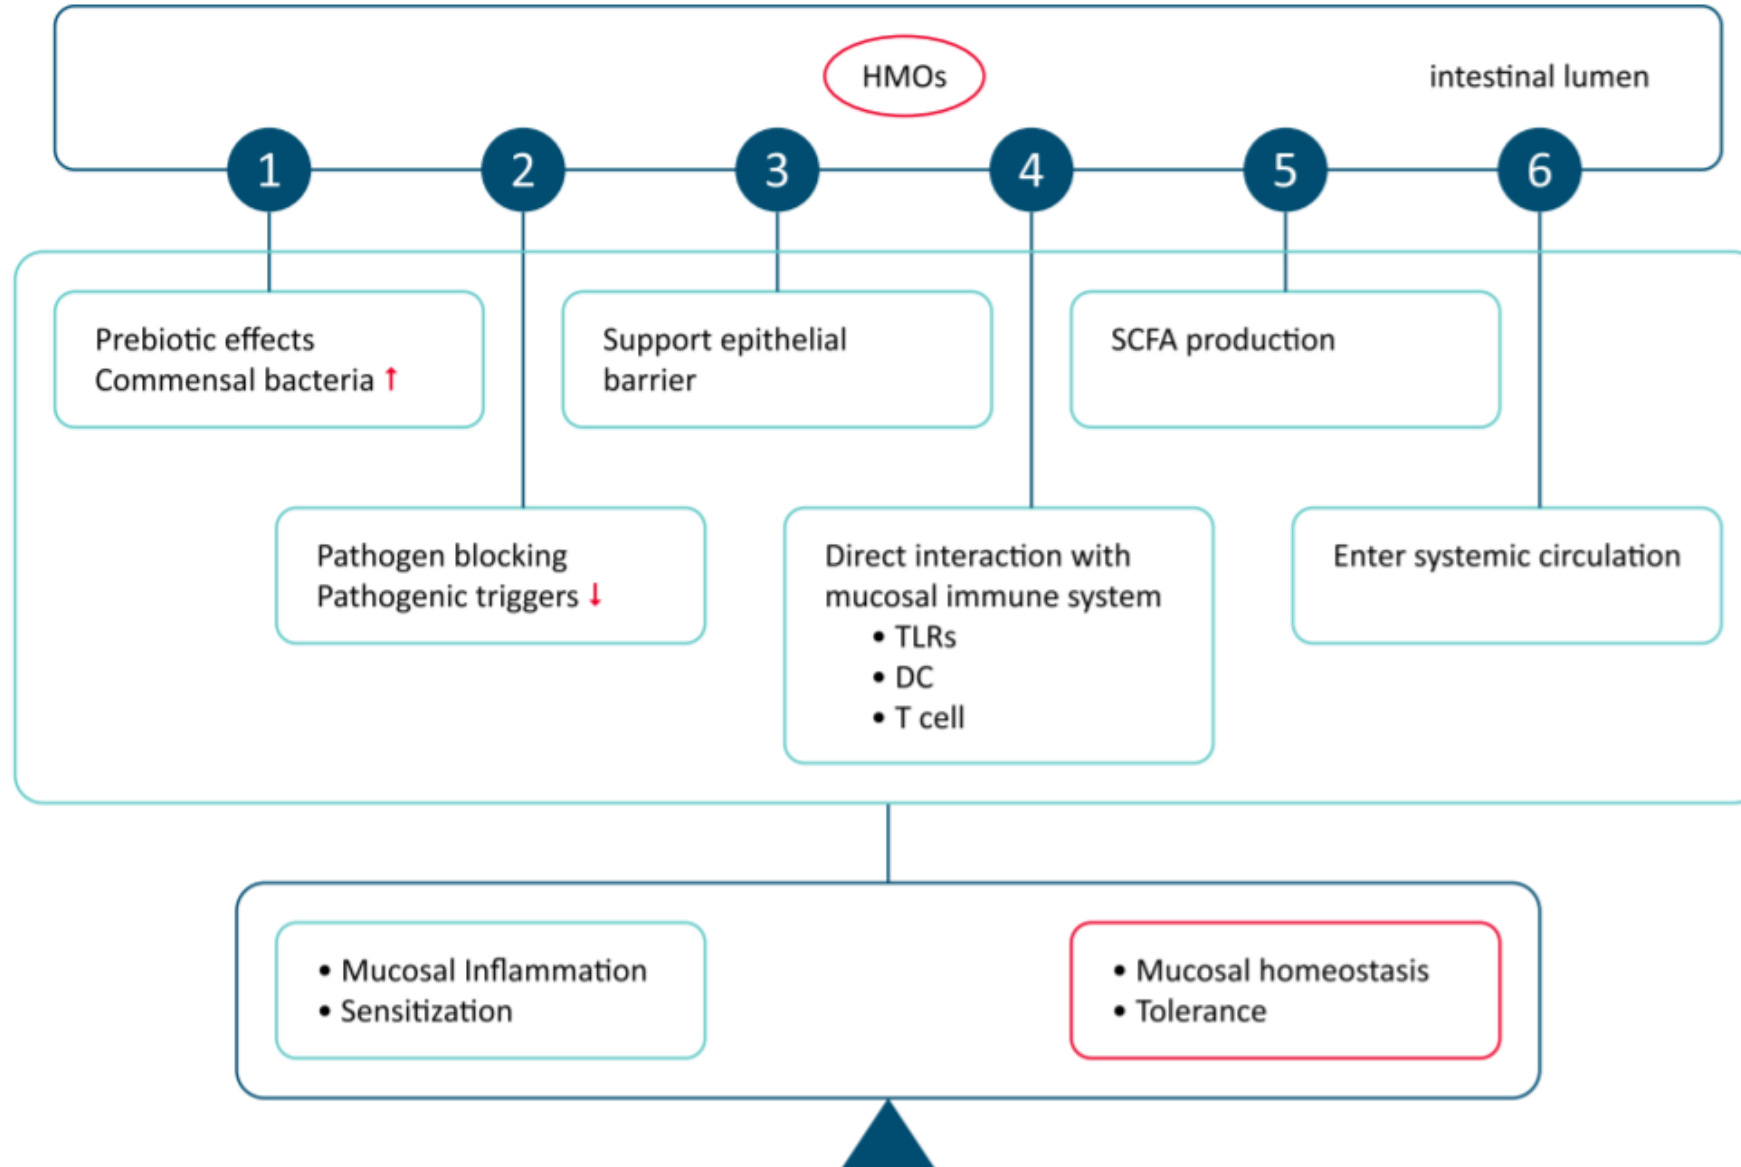 HMOs
intestinal lumen
1
2
3
4
5
6
Prebiotic effects
Commensal bacteria ↑
Support epithelial
barrier
SCFA production
Pathogen blocking
Pathogenic triggers ↓
Direct interaction with
mucosal immune system
• TLRs
• DC
• T cell
Enter systemic circulation
• Mucosal Inflammation
• Sensitization
• Mucosal homeostasis
• Tolerance